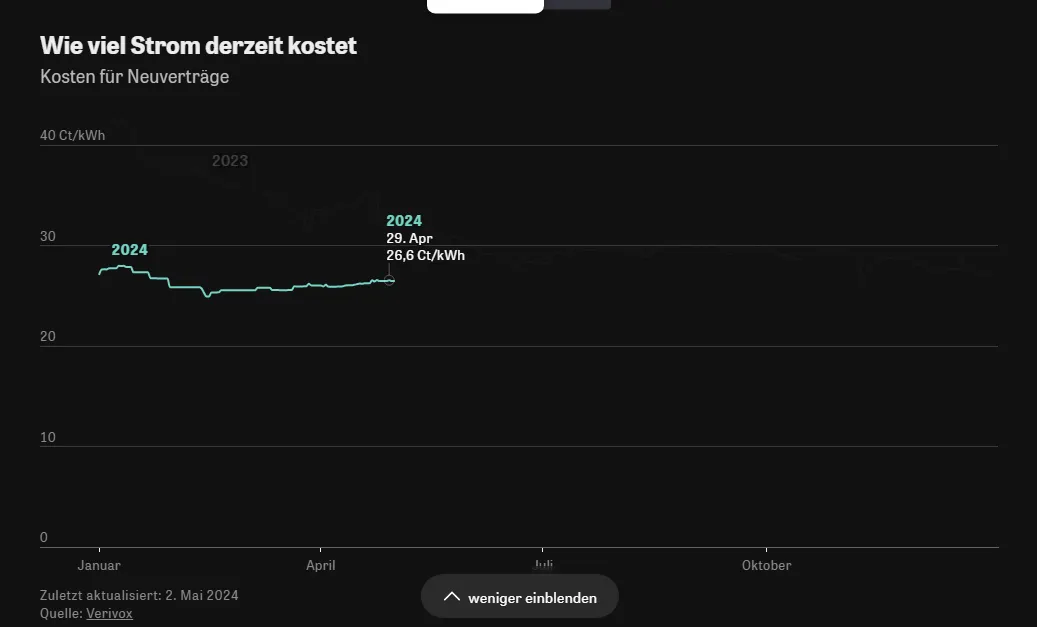 Wie viel Strom derzeit kostet
Kosten für Neuverträge
40 Ct/kWh
2023
2024
29. Apr
26,6 Ct/kWh
30
2024
20
10
0
Januar
April
Juli
Oktober
Zuletzt aktualisiert: 2. Mai 2024
Quelle: Verivox
weniger einblenden